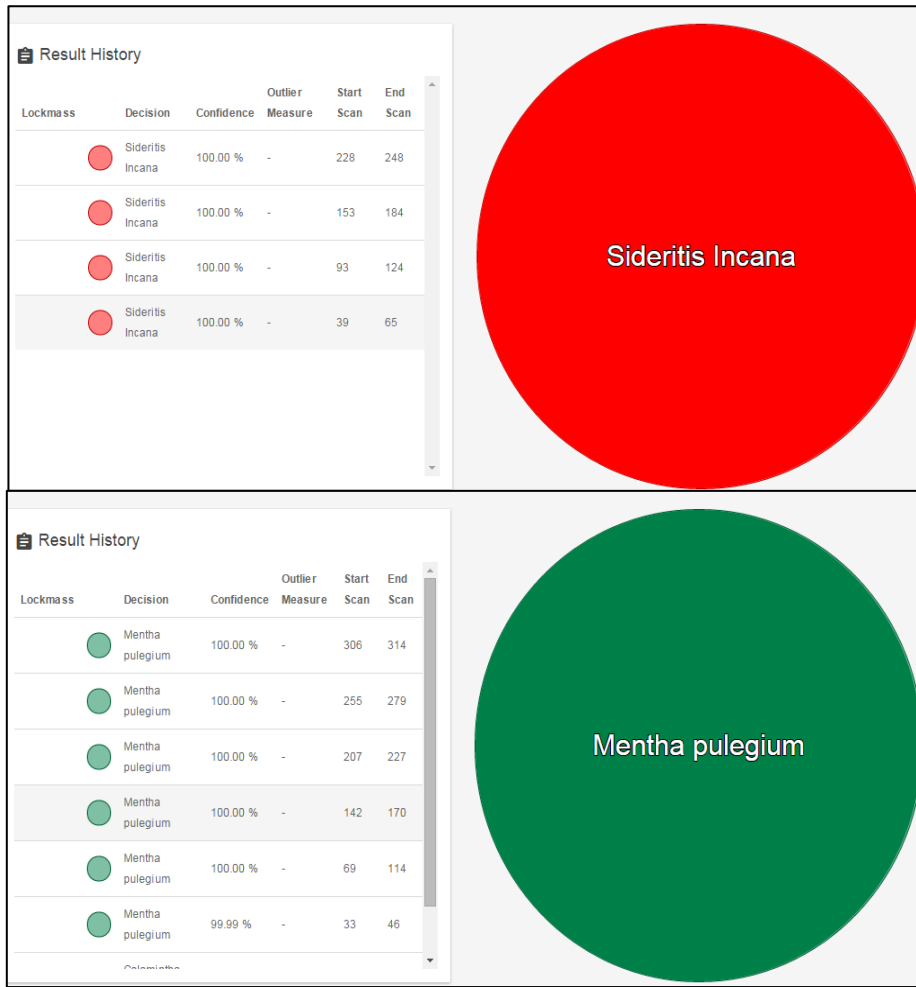 Result History
Lockmass Decision Confidence Outlier Measure Start Scan End Scan
Sideritis Incana 100.00 % - 228 248
Sideritis Incana 100.00 % - 153 184
Sideritis Incana 100.00 % - 93 124
Sideritis Incana 100.00 % - 39 65
Sideritis Incana
Result History
Lockmass Decision Confidence Outlier Measure Start Scan End Scan
Mentha pulegium 100.00 % - 306 314
Mentha pulegium 100.00 % - 255 279
Mentha pulegium 100.00 % - 207 227
Mentha pulegium 100.00 % - 142 170
Mentha pulegium 100.00 % - 69 114
Mentha pulegium 99.99 % - 33 46
Mentha pulegium